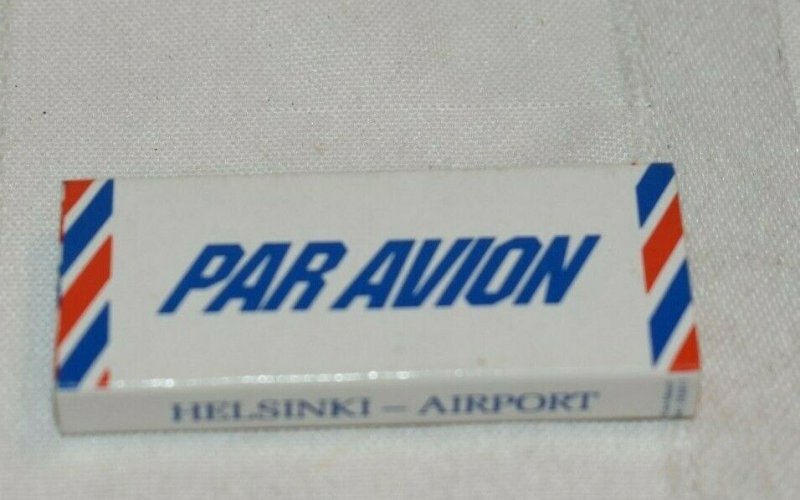 PAR AVION
HELSINKI – AIRPORT